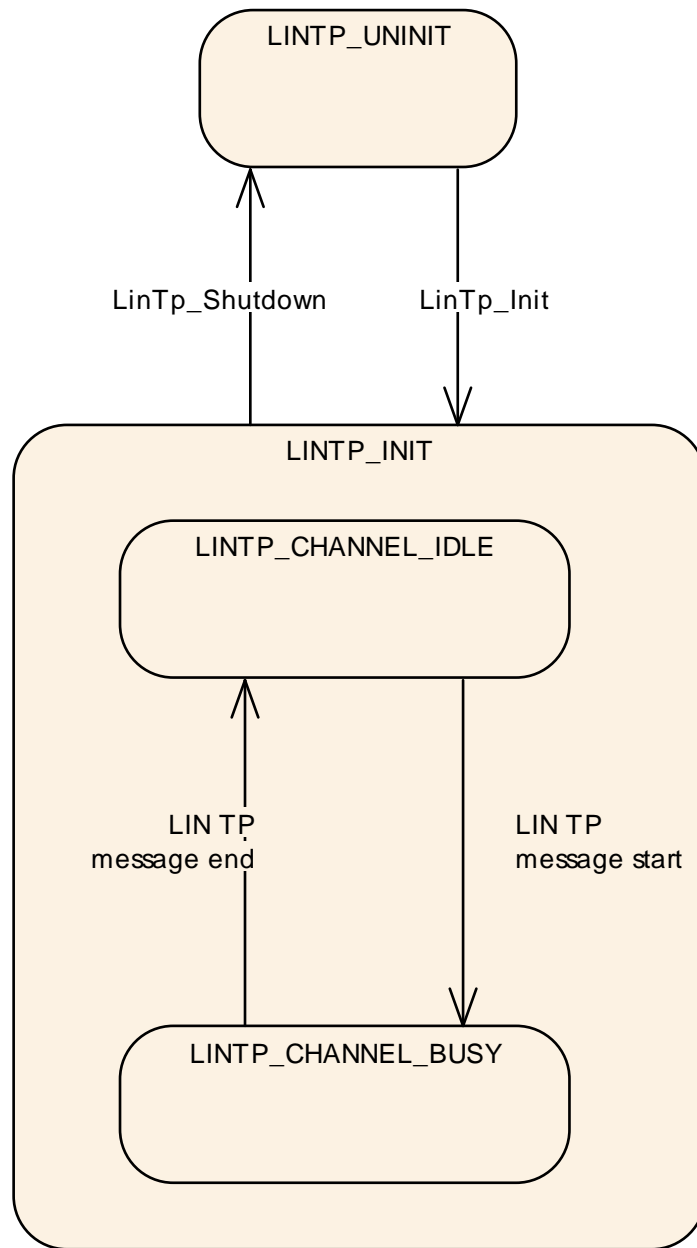 LINTP_UNINIT
LinTp_Shutdown
LinTp_Init
LINTP_INIT
LINTP_CHANNEL_IDLE
LIN TP
message end
LIN TP
message start
LINTP_CHANNEL_BUSY